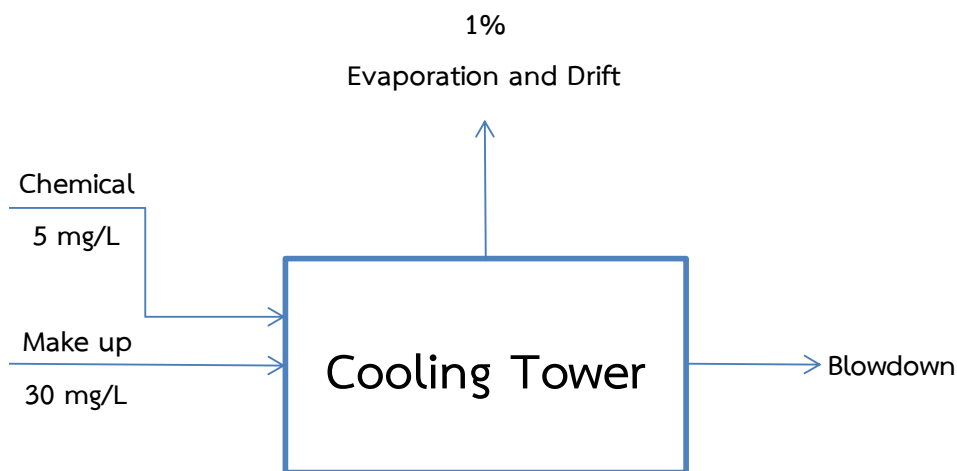 1%
Evaporation and Drift
Chemical
5 mg/L
Make up
30 mg/L
Cooling Tower
Blowdown